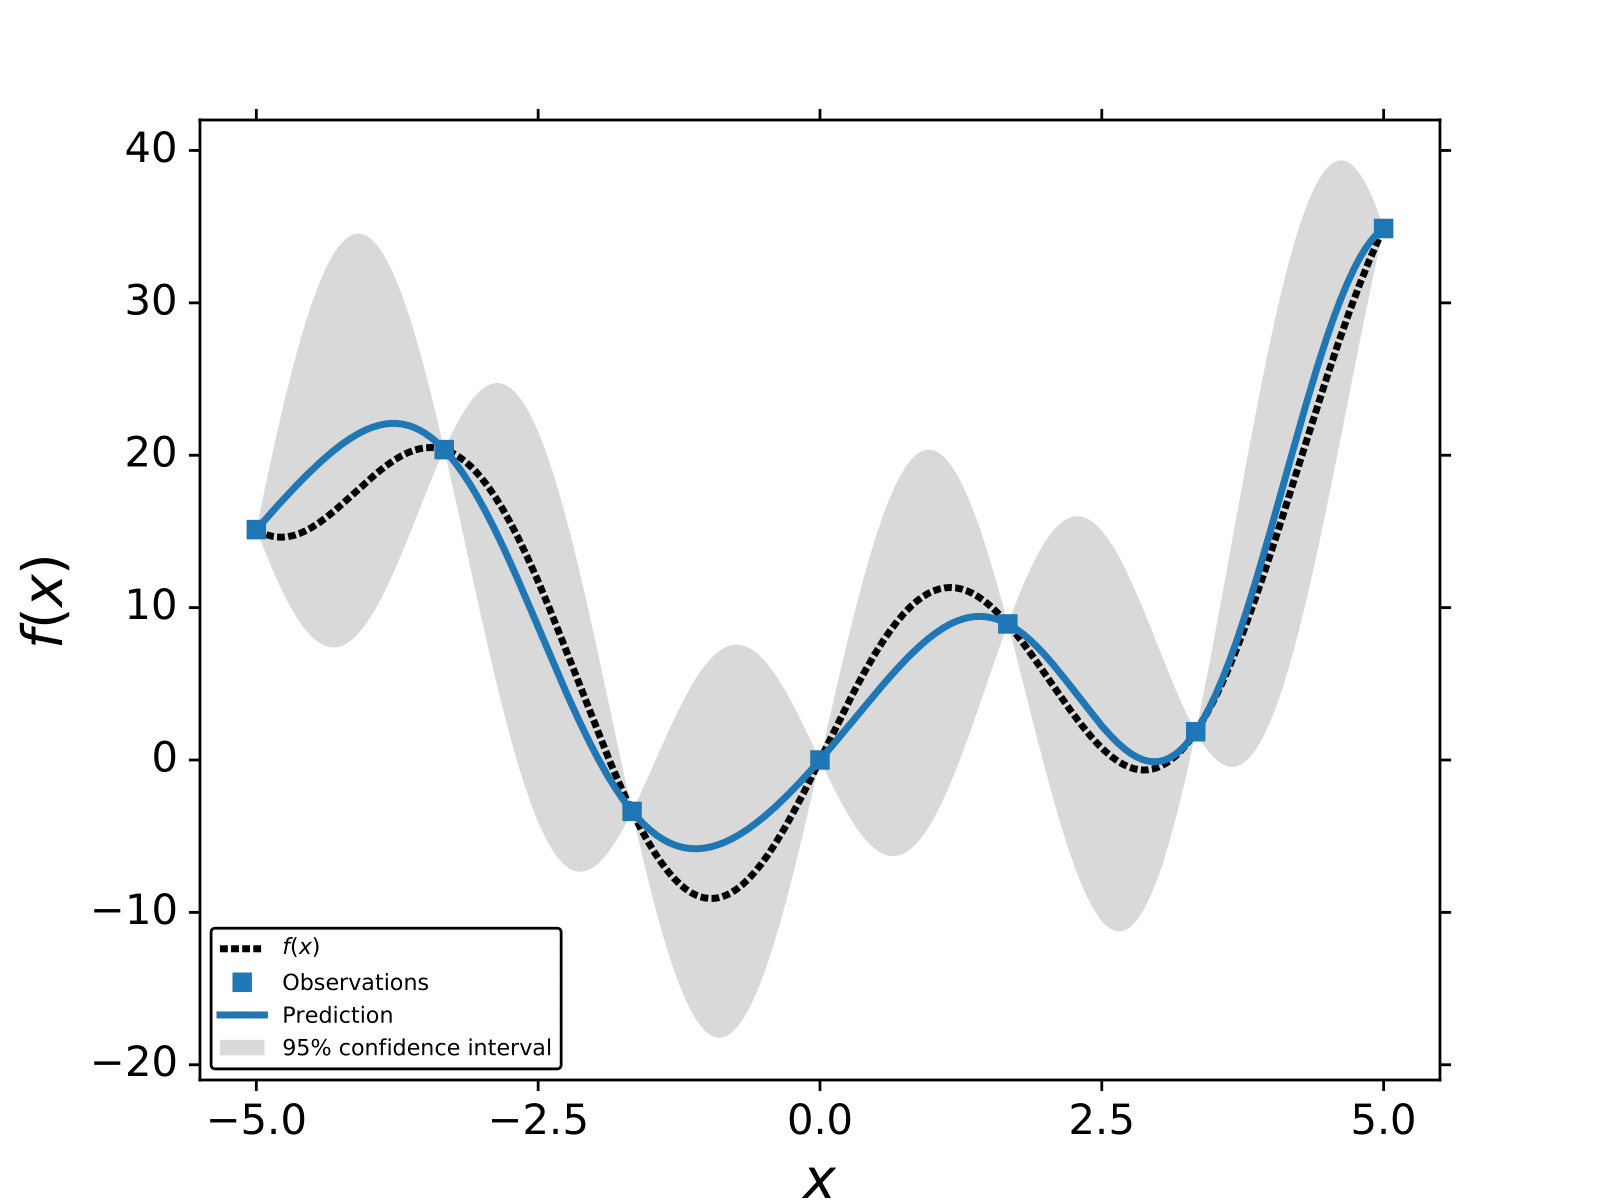 40
30
20
10
0
−10
−20
f(x)
f(x)
Observations
Prediction
95% confidence interval
−5.0 −2.5 0.0 2.5 5.0
x